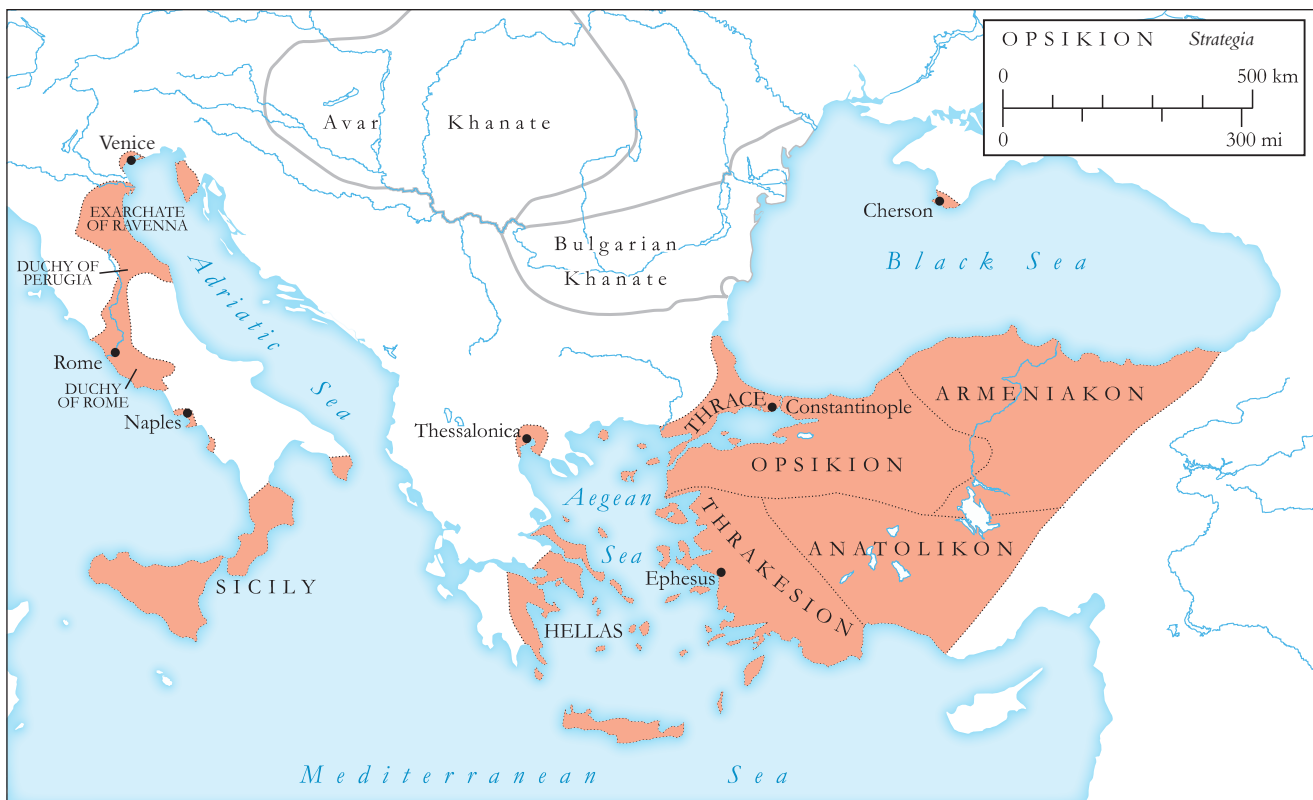 OPSIKION Strategia
0 500 km
0 300 mi
Avar Khanate
Venice
EXARCHATE
OF RAVENNA
Cherson
Bulgarian
Khanate
Black Sea
DUCHY OF
PERUGIA
Adriatic
Sea
Rome
DUCHY
OF ROME
Naples
ARMENIAKON
THRACE
Constantinople
Thessalonica
OPSIKION
Aegean
Sea
THRAKESION
ANATOLIKON
Ephesus
SICILY
HELLAS
Mediterranean Sea